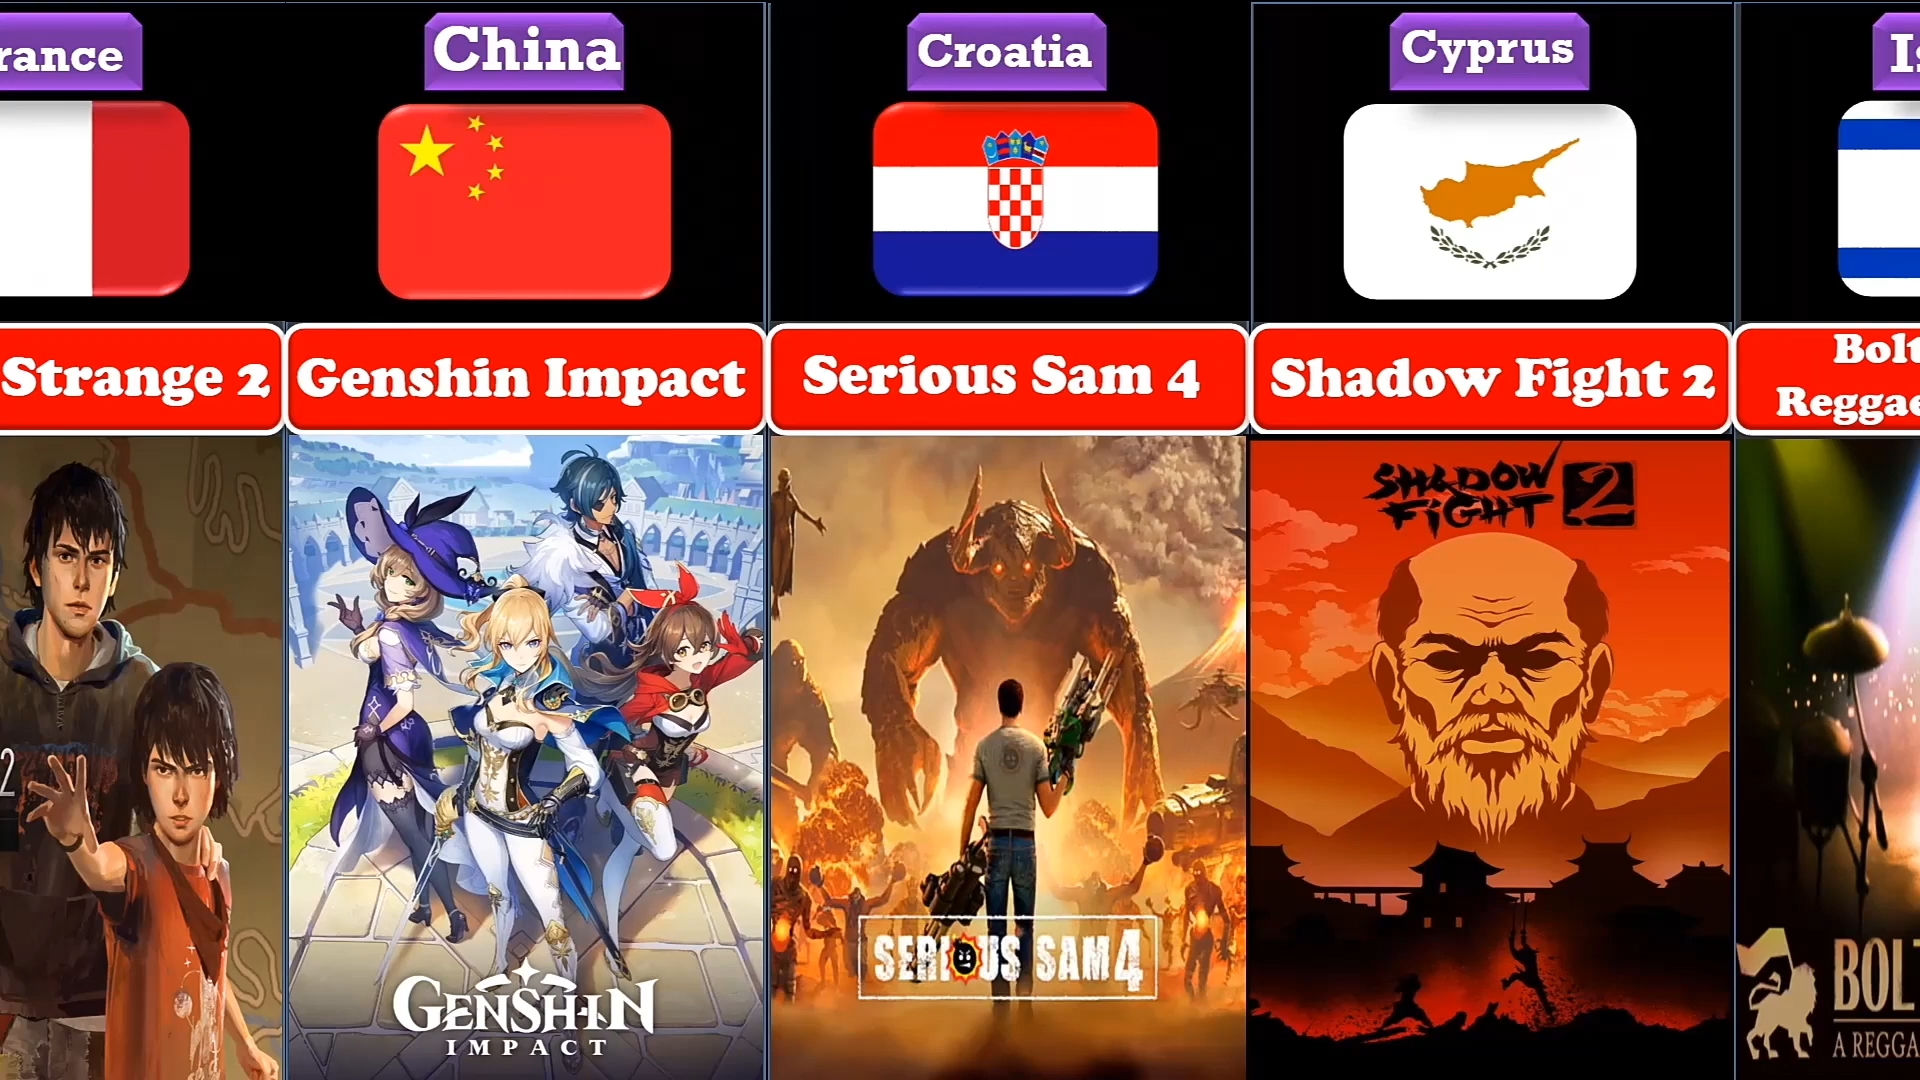 rance
China
Croatia
Cyprus
Strange 2
Genshin Impact
Serious Sam 4
Shadow Fight 2
Bolt
Reggae
2
GENSHIN
IMPACT
SERIOUS SAM 4
SHADOW
FIGHT 2
BOLT
A REGGA